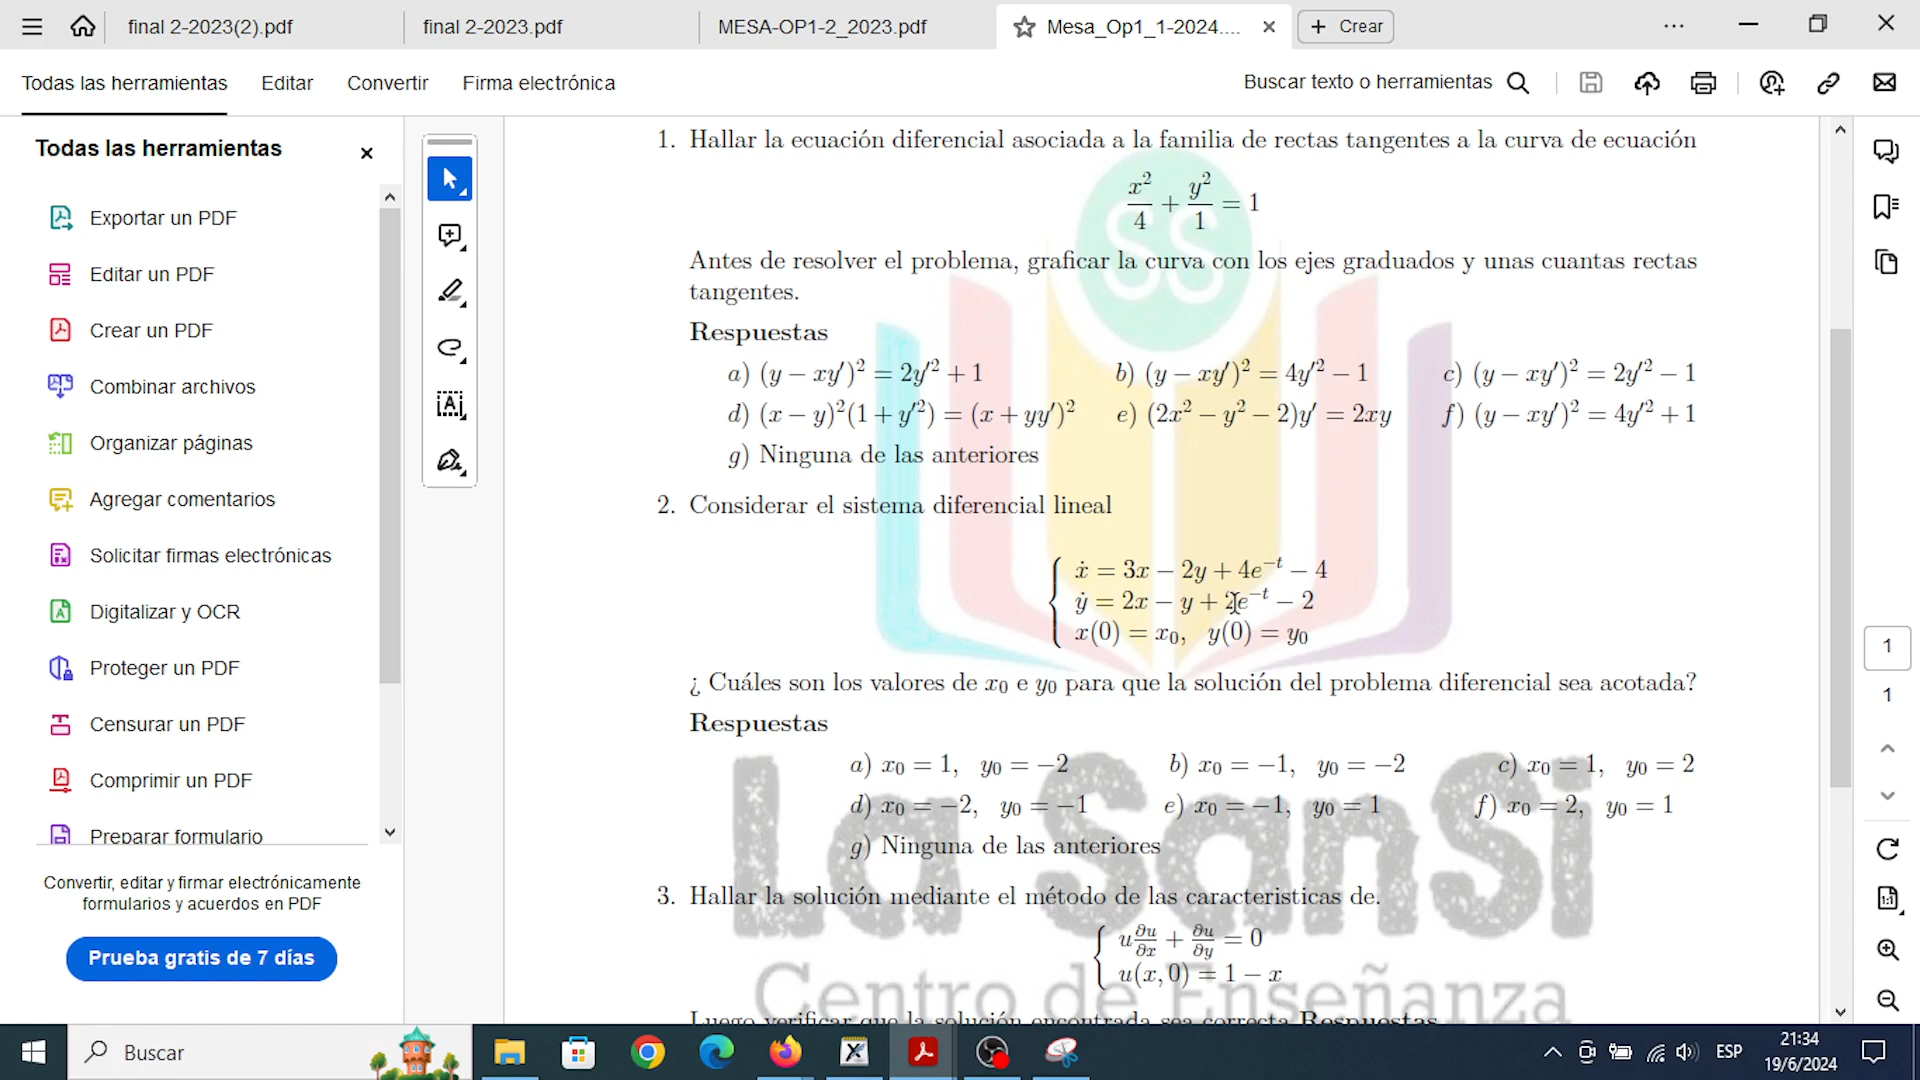 final 2-2023(2).pdf
final 2-2023.pdf
MESA-OP1-2_2023.pdf
Mesa_Op1_1-2024....
Crear
Todas las herramientas
Editar
Convertir
Firma electrónica
Buscar texto o herramientas
Todas las herramientas
Exportar un PDF
Editar un PDF
Crear un PDF
Combinar archivos
Organizar páginas
Agregar comentarios
Solicitar firmas electrónicas
Digitalizar y OCR
Proteger un PDF
Censurar un PDF
Comprimir un PDF
Preparar formulario
Convertir, editar y firmar electrónicamente
formularios y acuerdos en PDF
Prueba gratis de 7 días
1. Hallar la ecuación diferencial asociada a la familia de rectas tangentes a la curva de ecuación
x²/4 + y²/1 = 1
Antes de resolver el problema, graficar la curva con los ejes graduados y unas cuantas rectas
tangentes.
Respuestas
a) (y − xy′)² = 2y′² + 1 b) (y − xy′)² = 4y′² − 1 c) (y − xy′)² = 2y′² − 1
d) (x − y)²(1 + y′²) = (x + yy′)² e) (2x² − y² − 2)y′ = 2xy f) (y − xy′)² = 4y′² + 1
g) Ninguna de las anteriores
2. Considerar el sistema diferencial lineal
ẋ = 3x − 2y + 4e⁻ᵗ − 4
ẏ = 2x − y + 2e⁻ᵗ − 2
x(0) = x₀, y(0) = y₀
¿ Cuáles son los valores de x₀ e y₀ para que la solución del problema diferencial sea acotada?
Respuestas
a) x₀ = 1, y₀ = −2 b) x₀ = −1, y₀ = −2 c) x₀ = 1, y₀ = 2
d) x₀ = −2, y₀ = −1 e) x₀ = −1, y₀ = 1 f) x₀ = 2, y₀ = 1
g) Ninguna de las anteriores
3. Hallar la solución mediante el método de las caracteristicas de.
u ∂u/∂x + ∂u/∂y = 0
u(x, 0) = 1 − x
Luego verificar que la solución encontrada sea correcta Respuestas
SS
La SanSi
Centro de Enseñanza
1
1
Buscar
ESP
21:34
19/6/2024